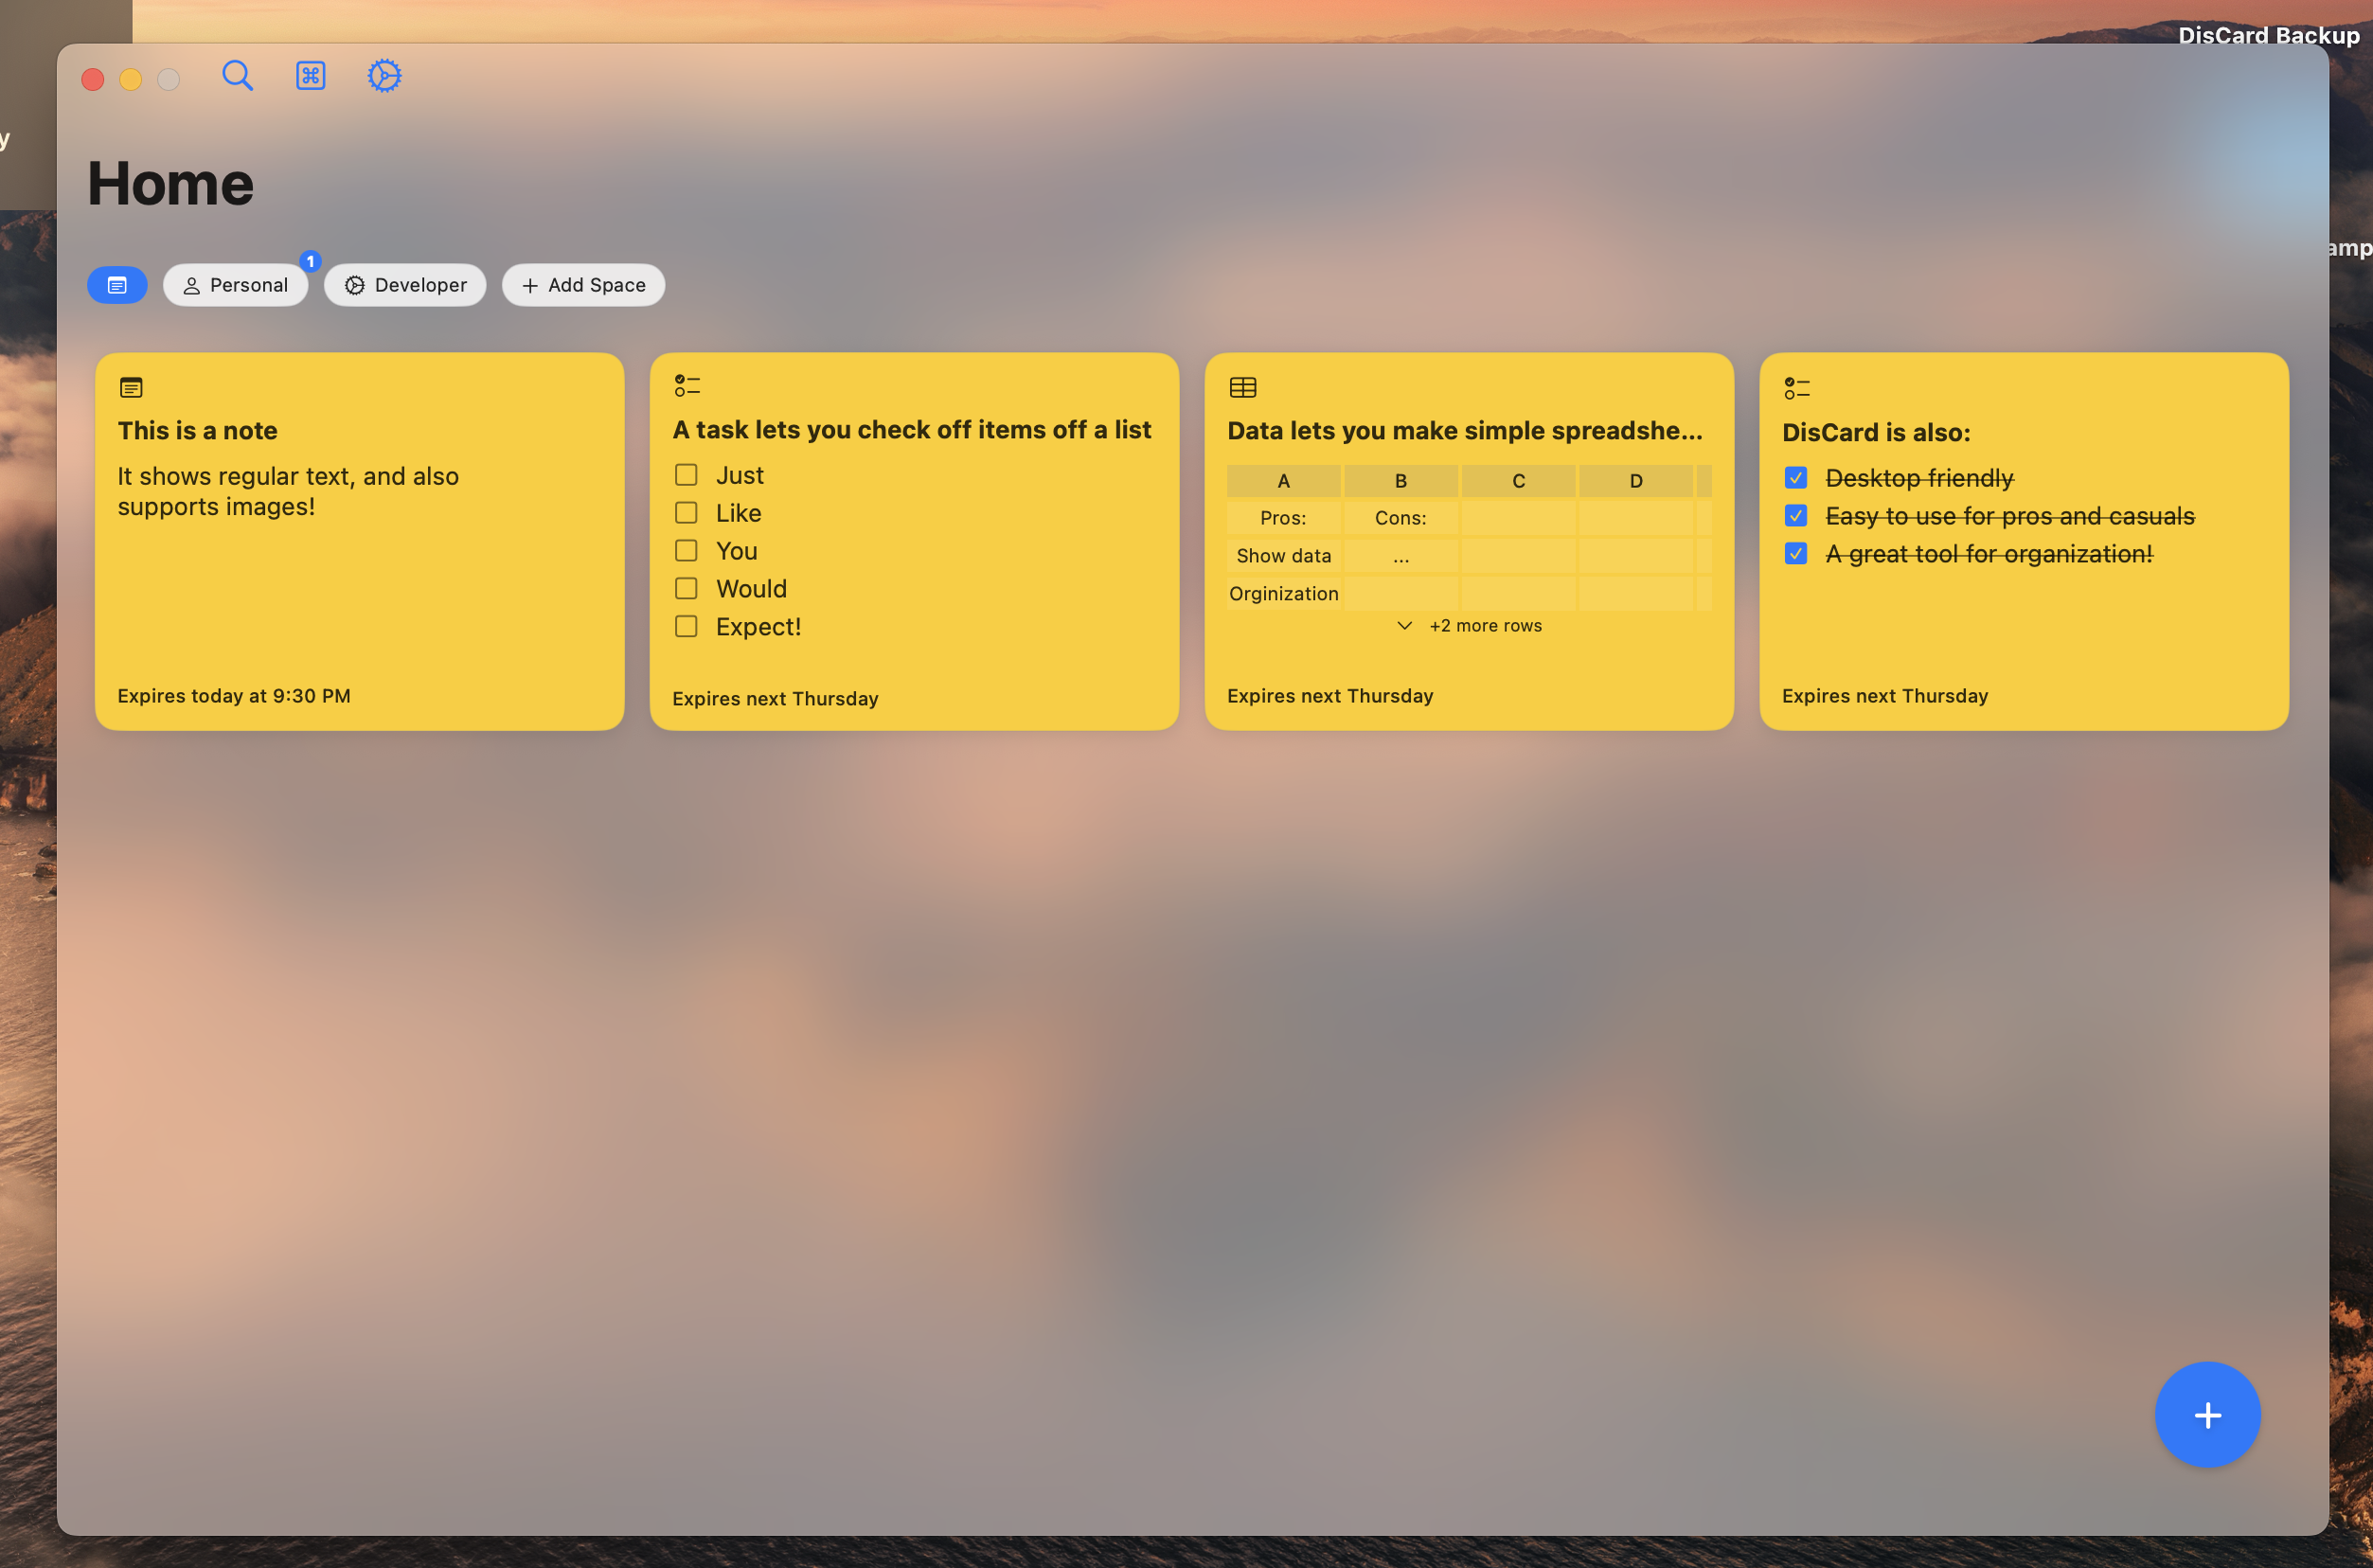 DisCard Backup
y
amp
Home
1
Personal
Developer
+ Add Space
This is a note
It shows regular text, and also
supports images!
Expires today at 9:30 PM
A task lets you check off items off a list
Just
Like
You
Would
Expect!
Expires next Thursday
Data lets you make simple spreadshe...
A B C D
Pros: Cons:
Show data ...
Orginization
+2 more rows
Expires next Thursday
DisCard is also:
Desktop friendly
Easy to use for pros and casuals
A great tool for organization!
Expires next Thursday